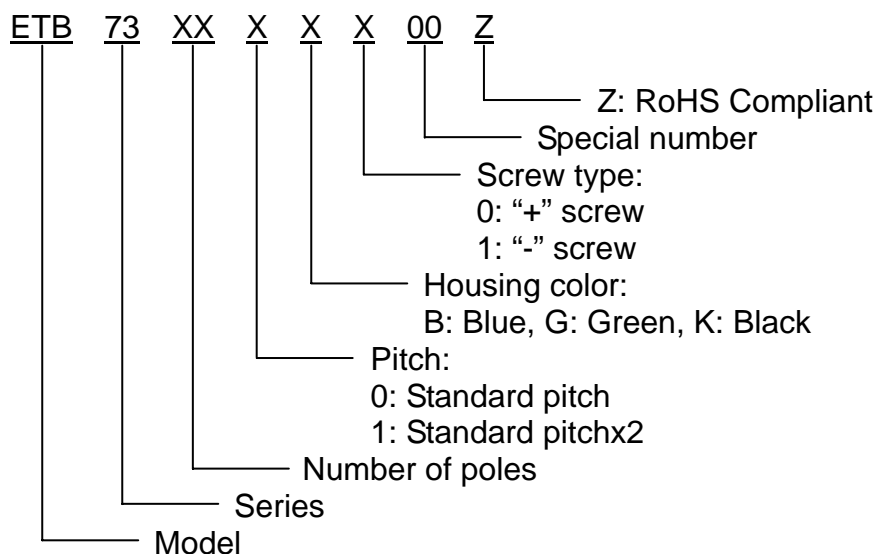 ETB 73 XX X X X 00 Z
Z: RoHS Compliant
Special number
Screw type:
0: “+” screw
1: “-” screw
Housing color:
B: Blue, G: Green, K: Black
Pitch:
0: Standard pitch
1: Standard pitchx2
Number of poles
Series
Model